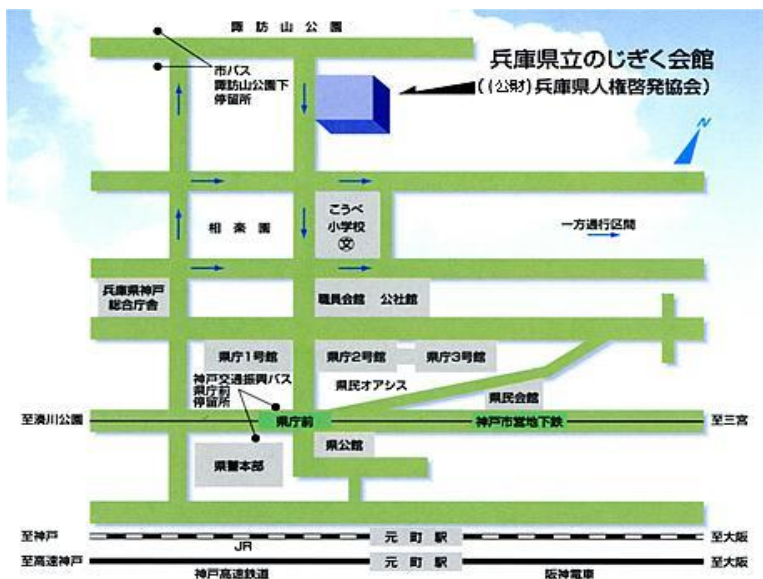 諏訪山公園
兵庫県立のじぎく会館
((公財)兵庫県人権啓発協会)
市バス
諏訪山公園下
停留所
N
相楽園
こうべ
小学校
文
一方通行区間
兵庫県神戸
総合庁舎
職員会館 公社館
県庁1号館
県庁2号館
県庁3号館
神戸交通振興バス
県庁前
停留所
県民オアシス
県民会館
至湊川公園
県庁前
神戸市営地下鉄
至三宮
県警本部
県公館
至神戸
JR
元町駅
至大阪
至高速神戸
神戸高速鉄道
元町駅
阪神電車
至大阪